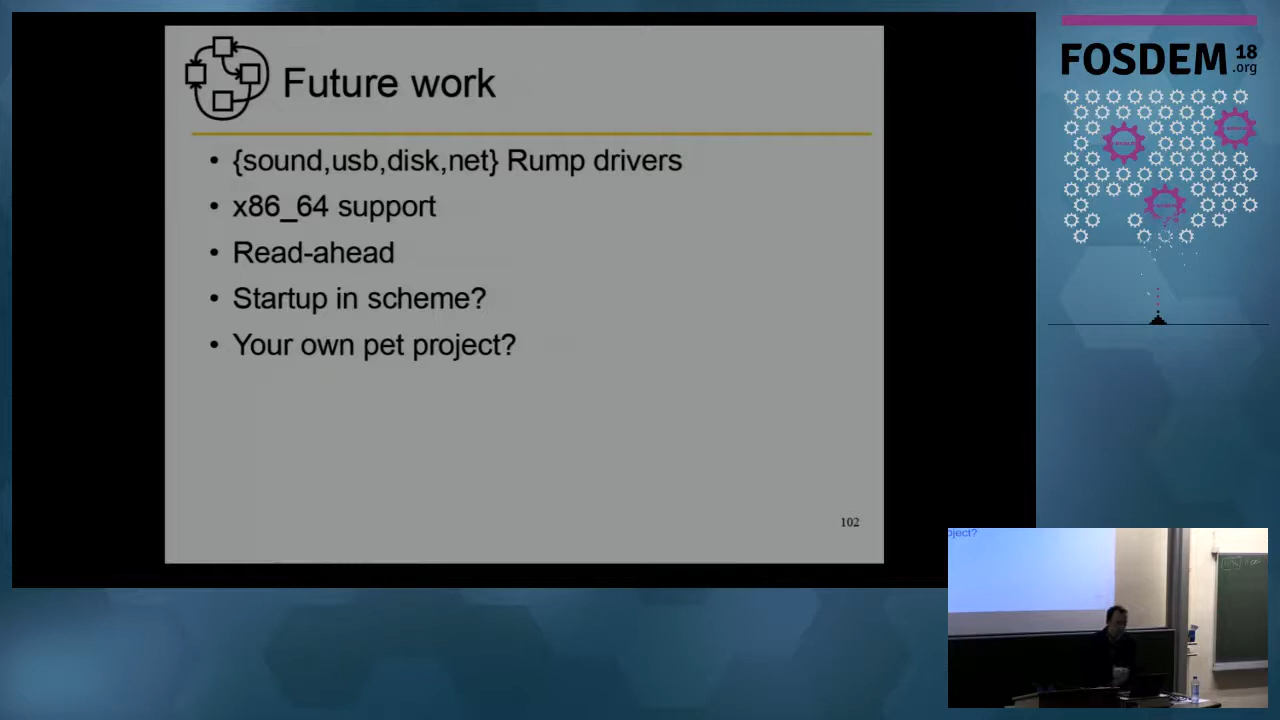 Future work
• {sound,usb,disk,net} Rump drivers
• x86_64 support
• Read-ahead
• Startup in scheme?
• Your own pet project?
102
FOSDEM 18
.org
oject?